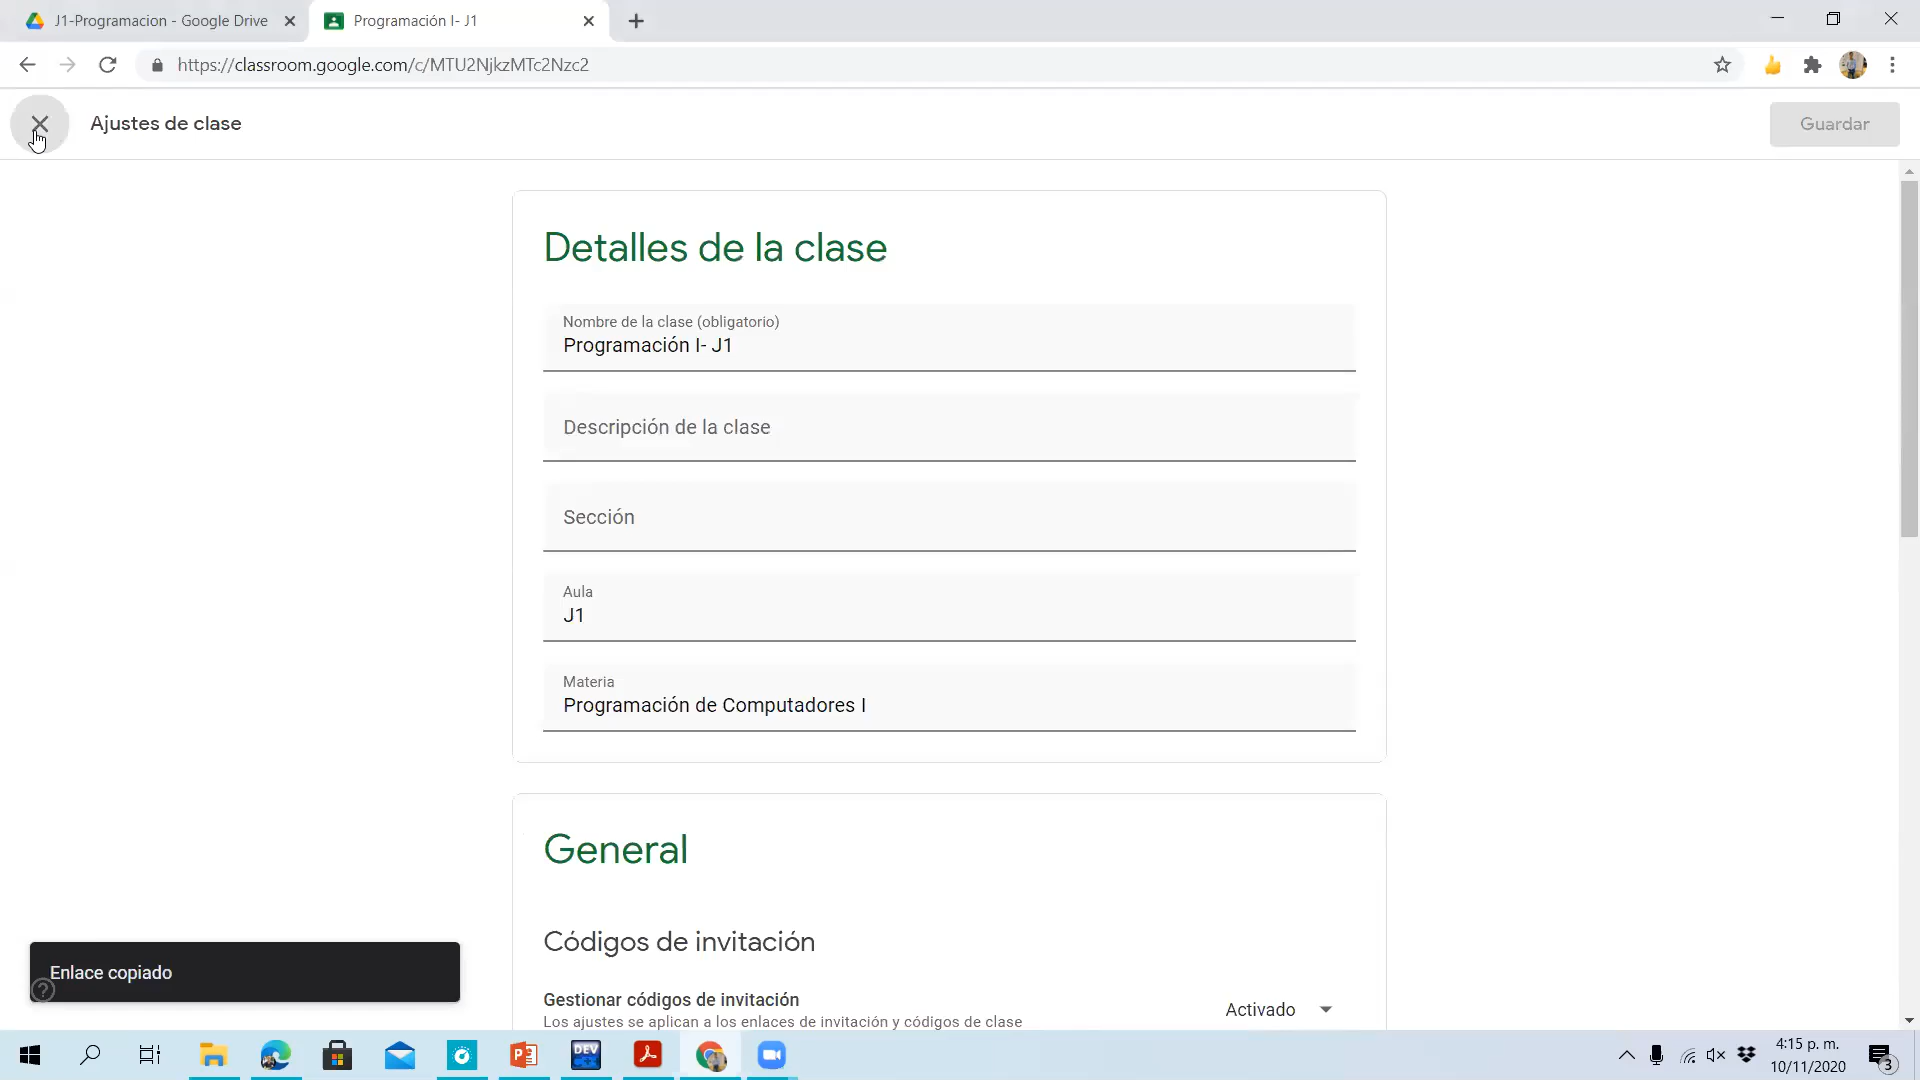 J1-Programacion - Google Drive
Programación I- J1
https://classroom.google.com/c/MTU2NjkzMTc2Nzc2
Ajustes de clase
Guardar
Detalles de la clase
Nombre de la clase (obligatorio)
Programación I- J1
Descripción de la clase
Sección
Aula
J1
Materia
Programación de Computadores I
General
Códigos de invitación
Gestionar códigos de invitación
Activado
Los ajustes se aplican a los enlaces de invitación y códigos de clase
Enlace copiado
?
DEV
4:15 p. m.
10/11/2020
3